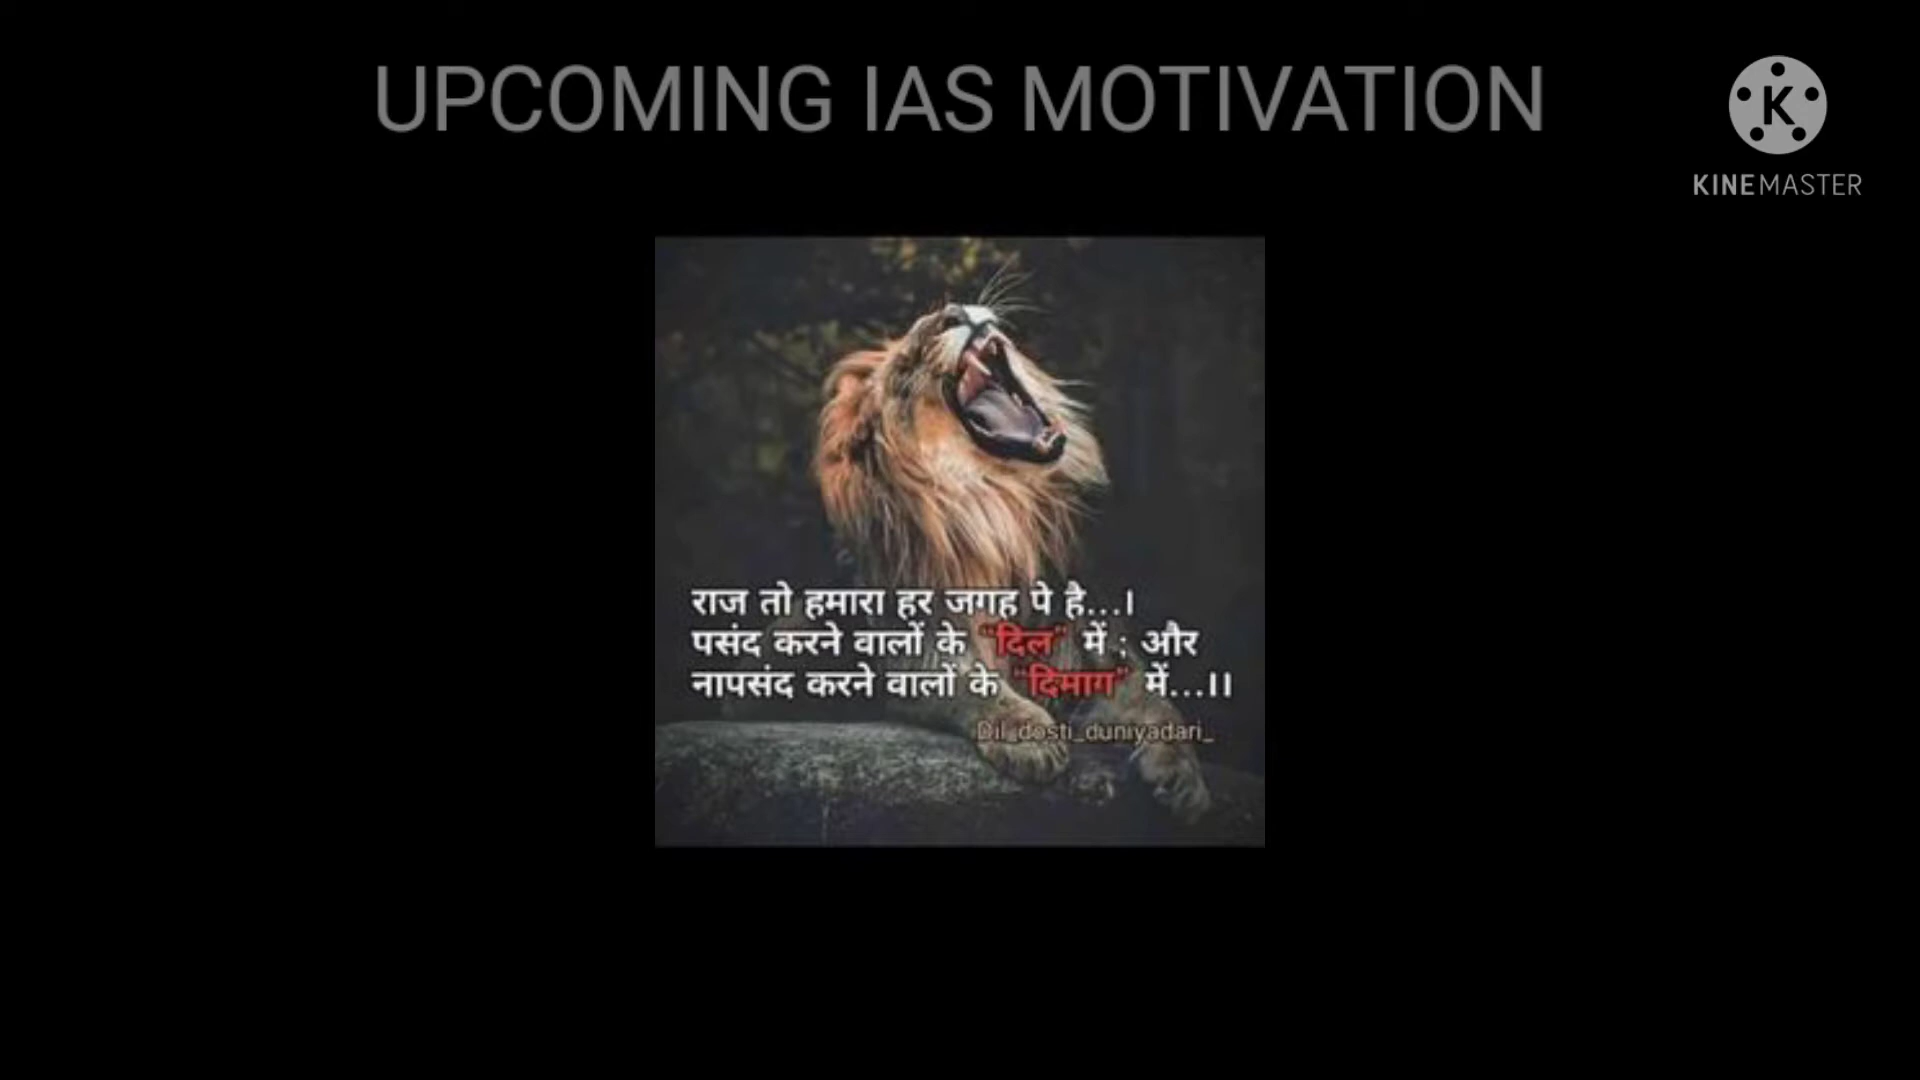 UPCOMING IAS MOTIVATION
K
KINEMASTER
राज तो हमारा हर जगह पे है...।
पसंद करने वालों के "दिल" में ; और
नापसंद करने वालों के "दिमाग" में...।।
Dil_dosti_duniyadari_